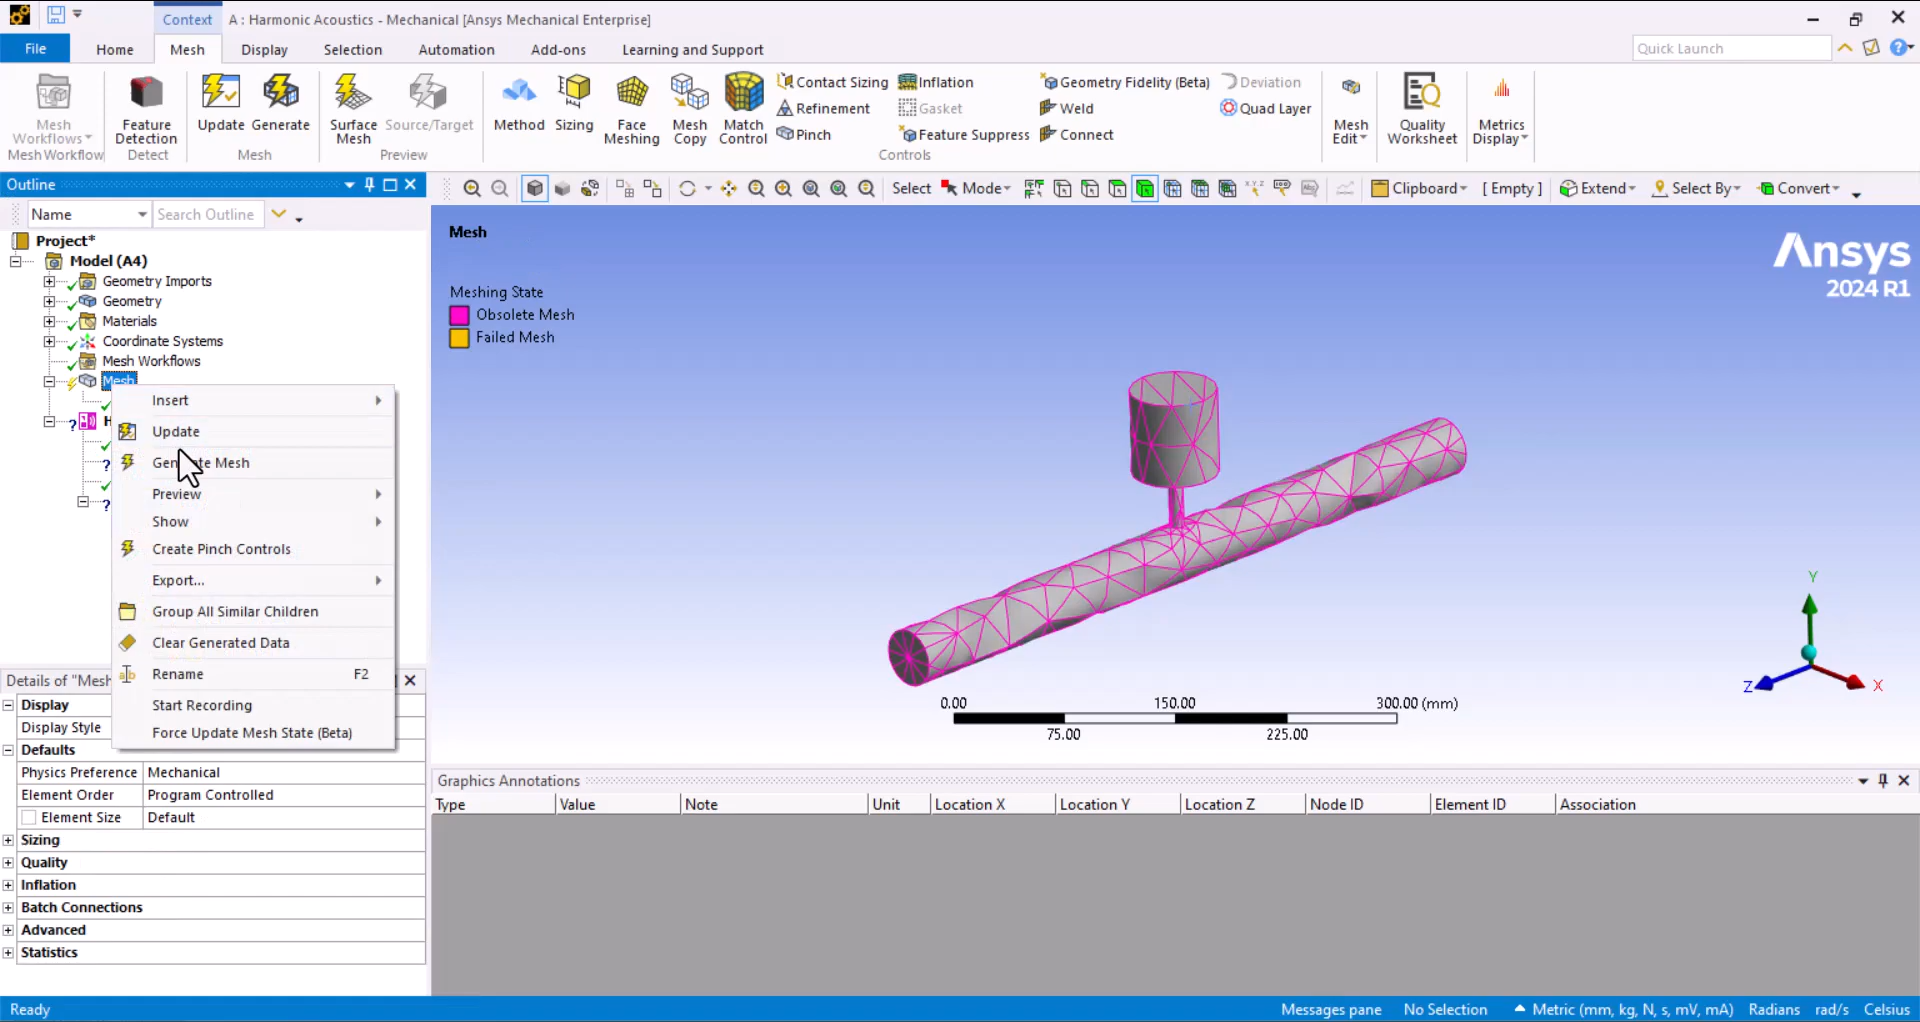 Context A : Harmonic Acoustics - Mechanical [Ansys Mechanical Enterprise]
File Home Mesh Display Selection Automation Add-ons Learning and Support Quick Launch
Mesh Workflows
Mesh Workflow
Feature Detection
Detect
Update Generate
Mesh
Surface Mesh
Source/Target
Preview
Method Sizing
Face Meshing
Mesh Copy
Match Control
Contact Sizing
Refinement
Pinch
Inflation
Gasket
Feature Suppress
Geometry Fidelity (Beta)
Weld
Connect
Deviation
Quad Layer
Controls
Mesh Edit
Quality Worksheet
Metrics Display
Outline
Name Search Outline
Select Mode Clipboard [ Empty ] Extend Select By Convert
Project*
Model (A4)
Geometry Imports
Geometry
Materials
Coordinate Systems
Mesh Workflows
Mesh
H
Insert
Update
Generate Mesh
Preview
Show
Create Pinch Controls
Export...
Group All Similar Children
Clear Generated Data
Rename F2
Start Recording
Force Update Mesh State (Beta)
Details of "Mesh
Display
Display Style
Defaults
Physics Preference Mechanical
Element Order Program Controlled
Element Size Default
Sizing
Quality
Inflation
Batch Connections
Advanced
Statistics
Mesh
Meshing State
Obsolete Mesh
Failed Mesh
Ansys
2024 R1
Y
Z
X
0.00 150.00 300.00 (mm)
75.00 225.00
Graphics Annotations
Type Value Note Unit Location X Location Y Location Z Node ID Element ID Association
Ready Messages pane No Selection Metric (mm, kg, N, s, mV, mA) Radians rad/s Celsius